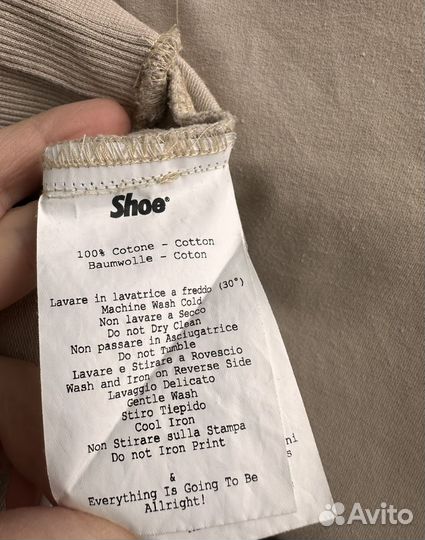 Shoe®
100% Cotone - Cotton
Baumwolle - Coton
Lavare in lavatrice a freddo (30°)
Machine Wash Cold
Non lavare a Secco
Do not Dry Clean
Non passare in Asciugatrice
Do not Tumble
Lavare e Stirare a Rovescio
Wash and Iron on Reverse Side
Lavaggio Delicato
Gentle Wash
Stiro Tiepido
Cool Iron
Non Stirare sulla Stampa
Do not Iron Print
&
Everything Is Going To Be
Allright!
Avito